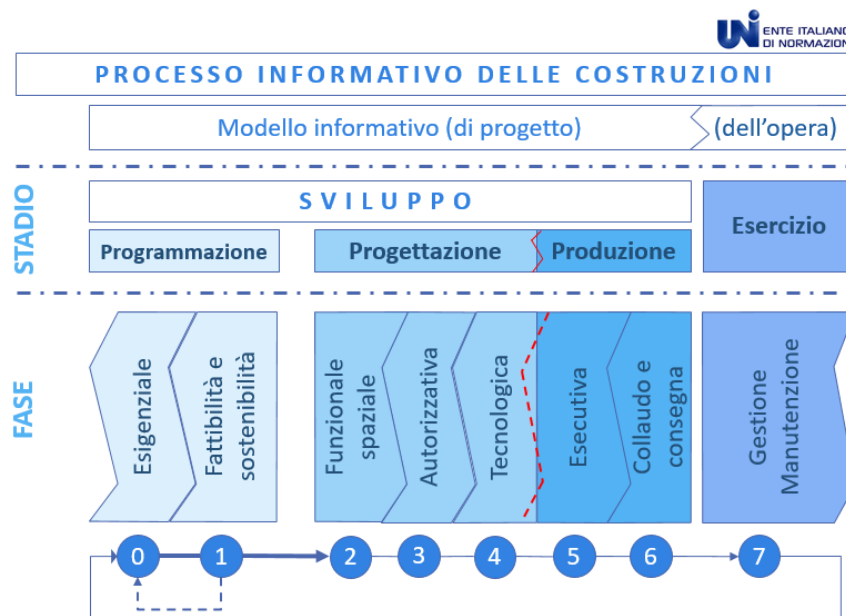 UNI ENTE ITALIANO
DI NORMAZIONE
PROCESSO INFORMATIVO DELLE COSTRUZIONI
Modello informativo (di progetto)
(dell'opera)
STADIO
SVILUPPO
Esercizio
Programmazione
Progettazione
Produzione
FASE
Esigenziale
Fattibilità e
sostenibilità
Funzionale
spaziale
Autorizzativa
Tecnologica
Esecutiva
Collaudo e
consegna
Gestione
Manutenzione
0
1
2
3
4
5
6
7